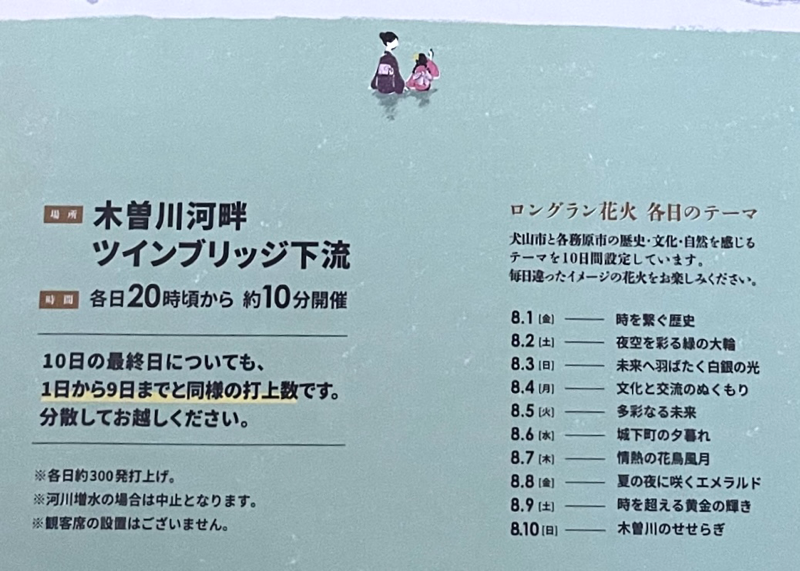 場所 木曽川河畔
ツインブリッジ下流
時間 各日20時頃から 約10分開催
10日の最終日についても、
1日から9日までと同様の打上数です。
分散してお越しください。
※各日約300発打上げ。
※河川増水の場合は中止となります。
※観客席の設置はございません。
ロングラン花火 各日のテーマ
犬山市と各務原市の歴史・文化・自然を感じる
テーマを10日間設定しています。
毎日違ったイメージの花火をお楽しみください。
8.1[金] 時を繋ぐ歴史
8.2[土] 夜空を彩る緑の大輪
8.3[日] 未来へ羽ばたく白銀の光
8.4[月] 文化と交流のぬくもり
8.5[火] 多彩なる未来
8.6[水] 城下町の夕暮れ
8.7[木] 情熱の花鳥風月
8.8[金] 夏の夜に咲くエメラルド
8.9[土] 時を超える黄金の輝き
8.10[日] 木曽川のせせらぎ